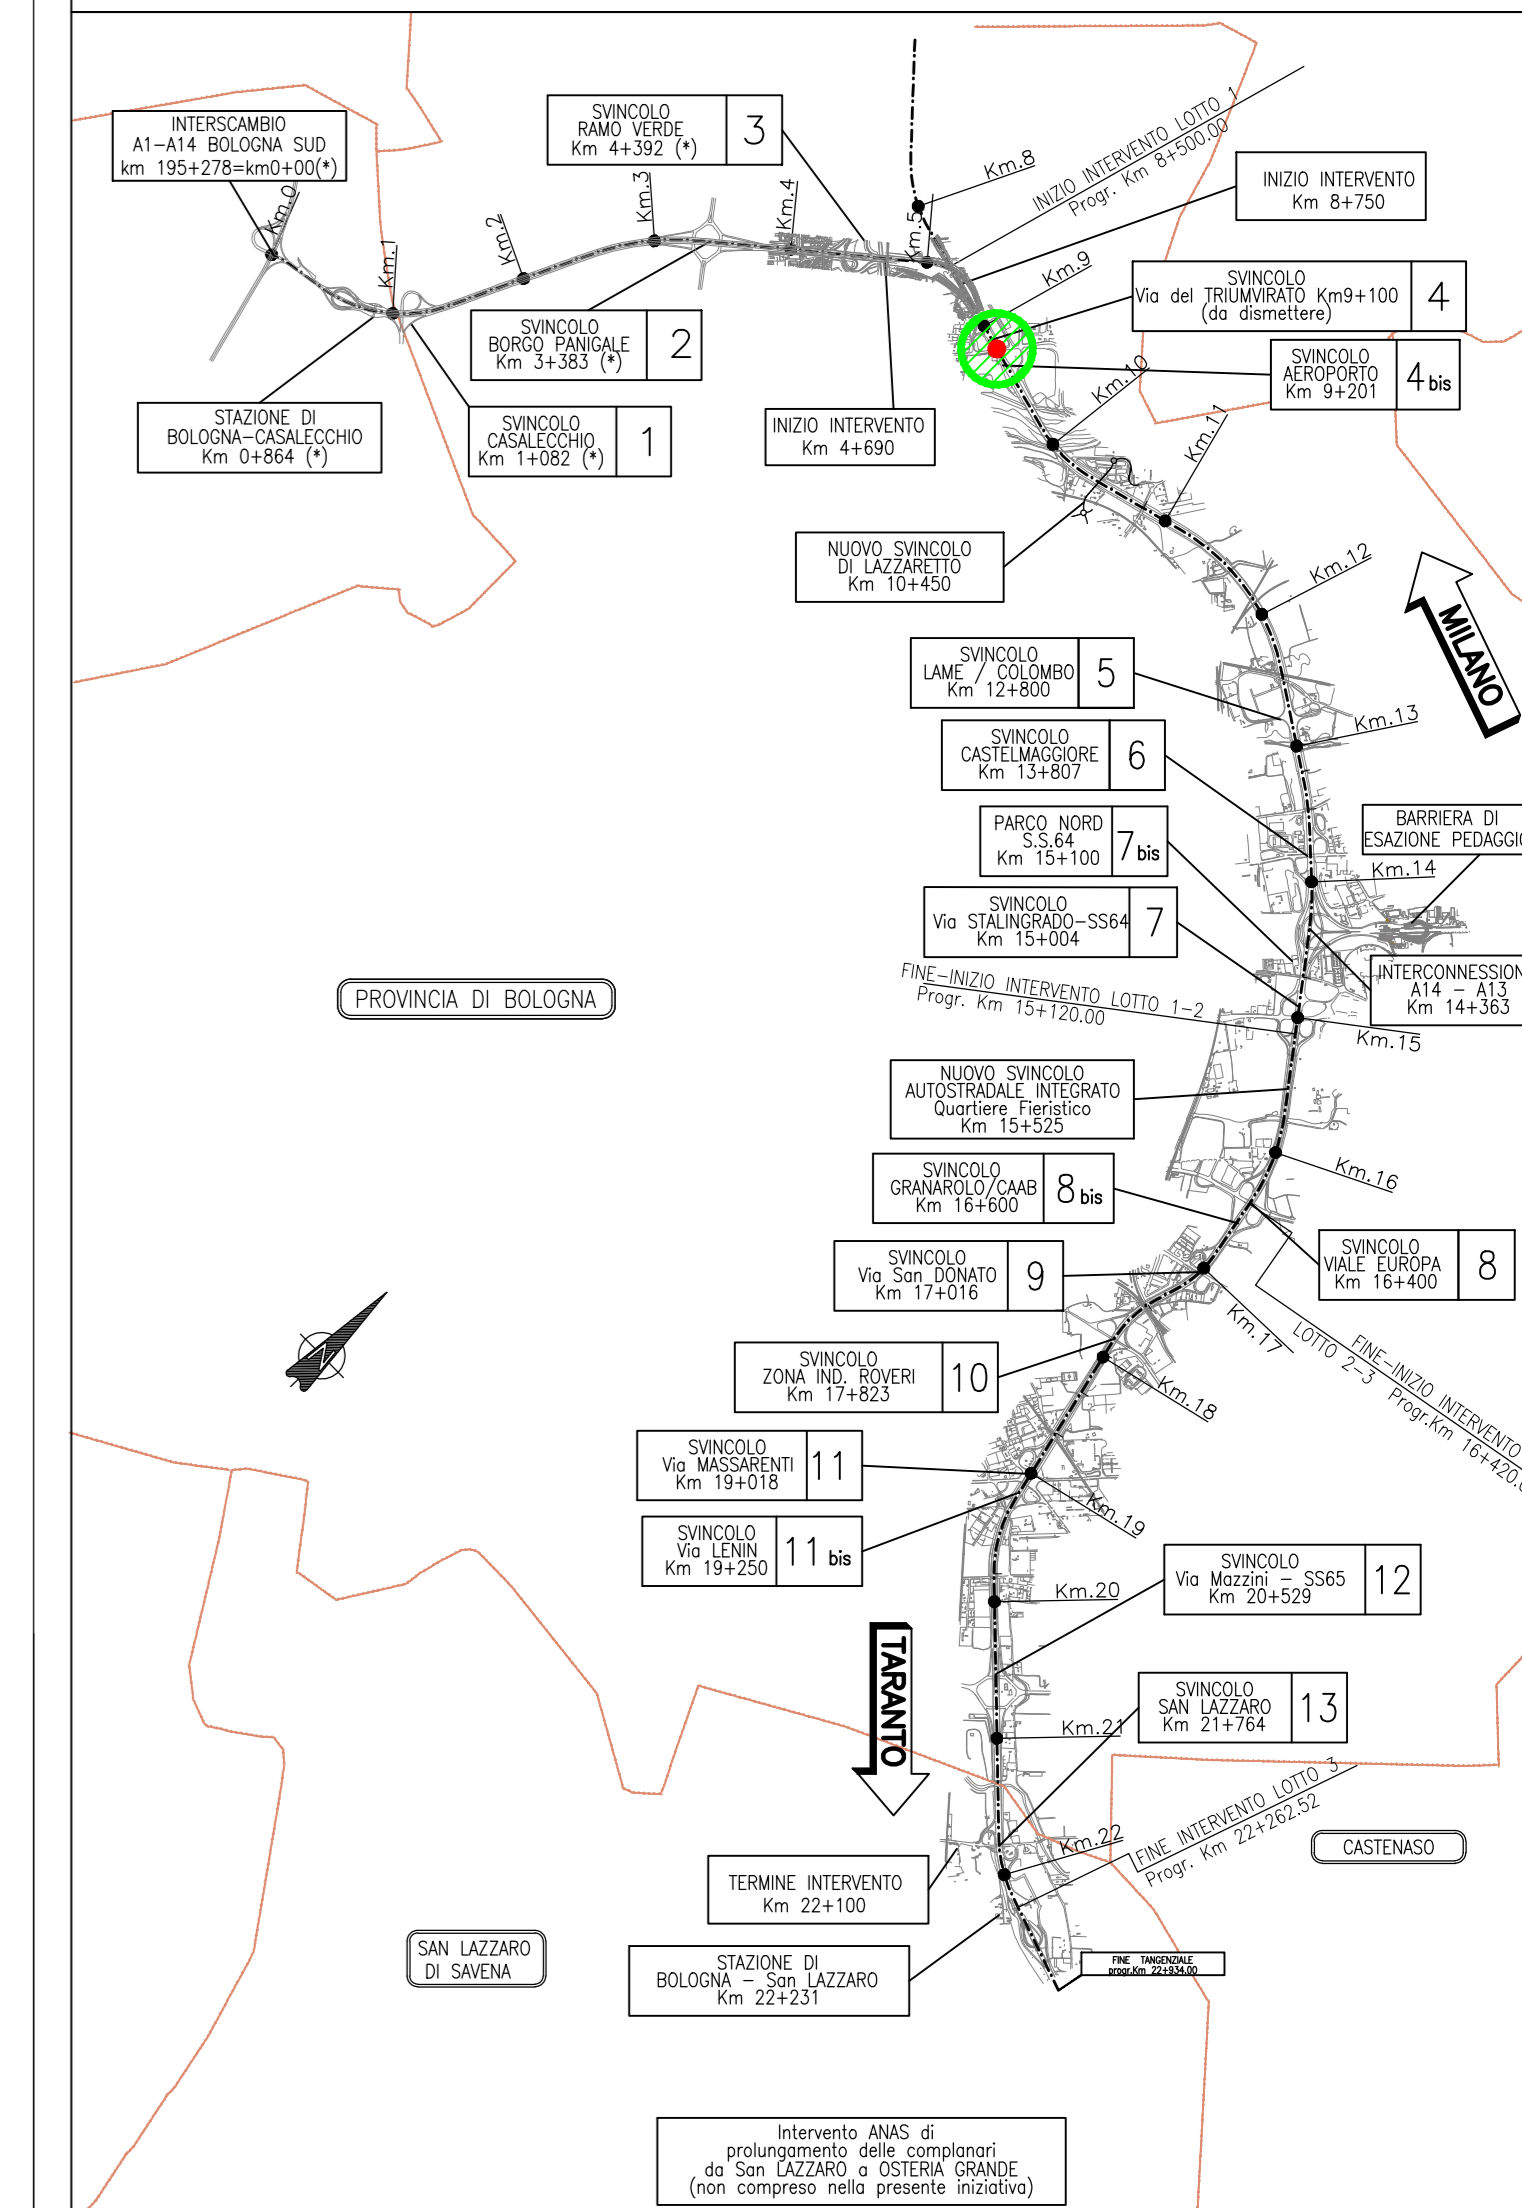 INTERSCAMBIO
A1-A14 BOLOGNA SUD
km 195+278=km0+00(*)
SVINCOLO
RAMO VERDE
Km 4+392 (*)
3
Km.0
Km.1
Km.2
Km.3
Km.4
Km.5
Km.8
INIZIO INTERVENTO LOTTO 1
Progr. Km 8+500.00
INIZIO INTERVENTO
Km 8+750
Km.9
SVINCOLO
Via del TRIUMVIRATO Km9+100
(da dismettere)
4
SVINCOLO
BORGO PANIGALE
Km 3+383 (*)
2
SVINCOLO
AEROPORTO
Km 9+201
4 bis
STAZIONE DI
BOLOGNA-CASALECCHIO
Km 0+864 (*)
SVINCOLO
CASALECCHIO
Km 1+082 (*)
1
INIZIO INTERVENTO
Km 4+690
Km.10
Km.11
NUOVO SVINCOLO
DI LAZZARETTO
Km 10+450
Km.12
MILANO
SVINCOLO
LAME / COLOMBO
Km 12+800
5
Km.13
SVINCOLO
CASTELMAGGIORE
Km 13+807
6
PARCO NORD
S.S.64
Km 15+100
7 bis
BARRIERA DI
ESAZIONE PEDAGGIO
Km.14
SVINCOLO
Via STALINGRADO-SS64
Km 15+004
7
FINE-INIZIO INTERVENTO LOTTO 1-2
Progr. Km 15+120.00
INTERCONNESSION
A14 - A13
Km 14+363
PROVINCIA DI BOLOGNA
Km.15
NUOVO SVINCOLO
AUTOSTRADALE INTEGRATO
Quartiere Fieristico
Km 15+525
Km.16
SVINCOLO
GRANAROLO/CAAB
Km 16+600
8 bis
SVINCOLO
VIALE EUROPA
Km 16+400
8
SVINCOLO
Via San DONATO
Km 17+016
9
Km.17
FINE-INIZIO INTERVENTO
LOTTO 2-3 Progr.Km 16+420.0
N
SVINCOLO
ZONA IND. ROVERI
Km 17+823
10
Km.18
SVINCOLO
Via MASSARENTI
Km 19+018
11
Km.19
SVINCOLO
Via LENIN
Km 19+250
11 bis
SVINCOLO
Via Mazzini - SS65
Km 20+529
12
Km.20
TARANTO
SVINCOLO
SAN LAZZARO
Km 21+764
13
Km.21
FINE INTERVENTO LOTTO 3
Progr. Km 22+262.52
Km.22
CASTENASO
TERMINE INTERVENTO
Km 22+100
SAN LAZZARO
DI SAVENA
STAZIONE DI
BOLOGNA - San LAZZARO
Km 22+231
FINE TANGENZIALE
progr.Km 22+934.00
Intervento ANAS di
prolungamento delle complanari
da San LAZZARO a OSTERIA GRANDE
(non compreso nella presente iniziativa)